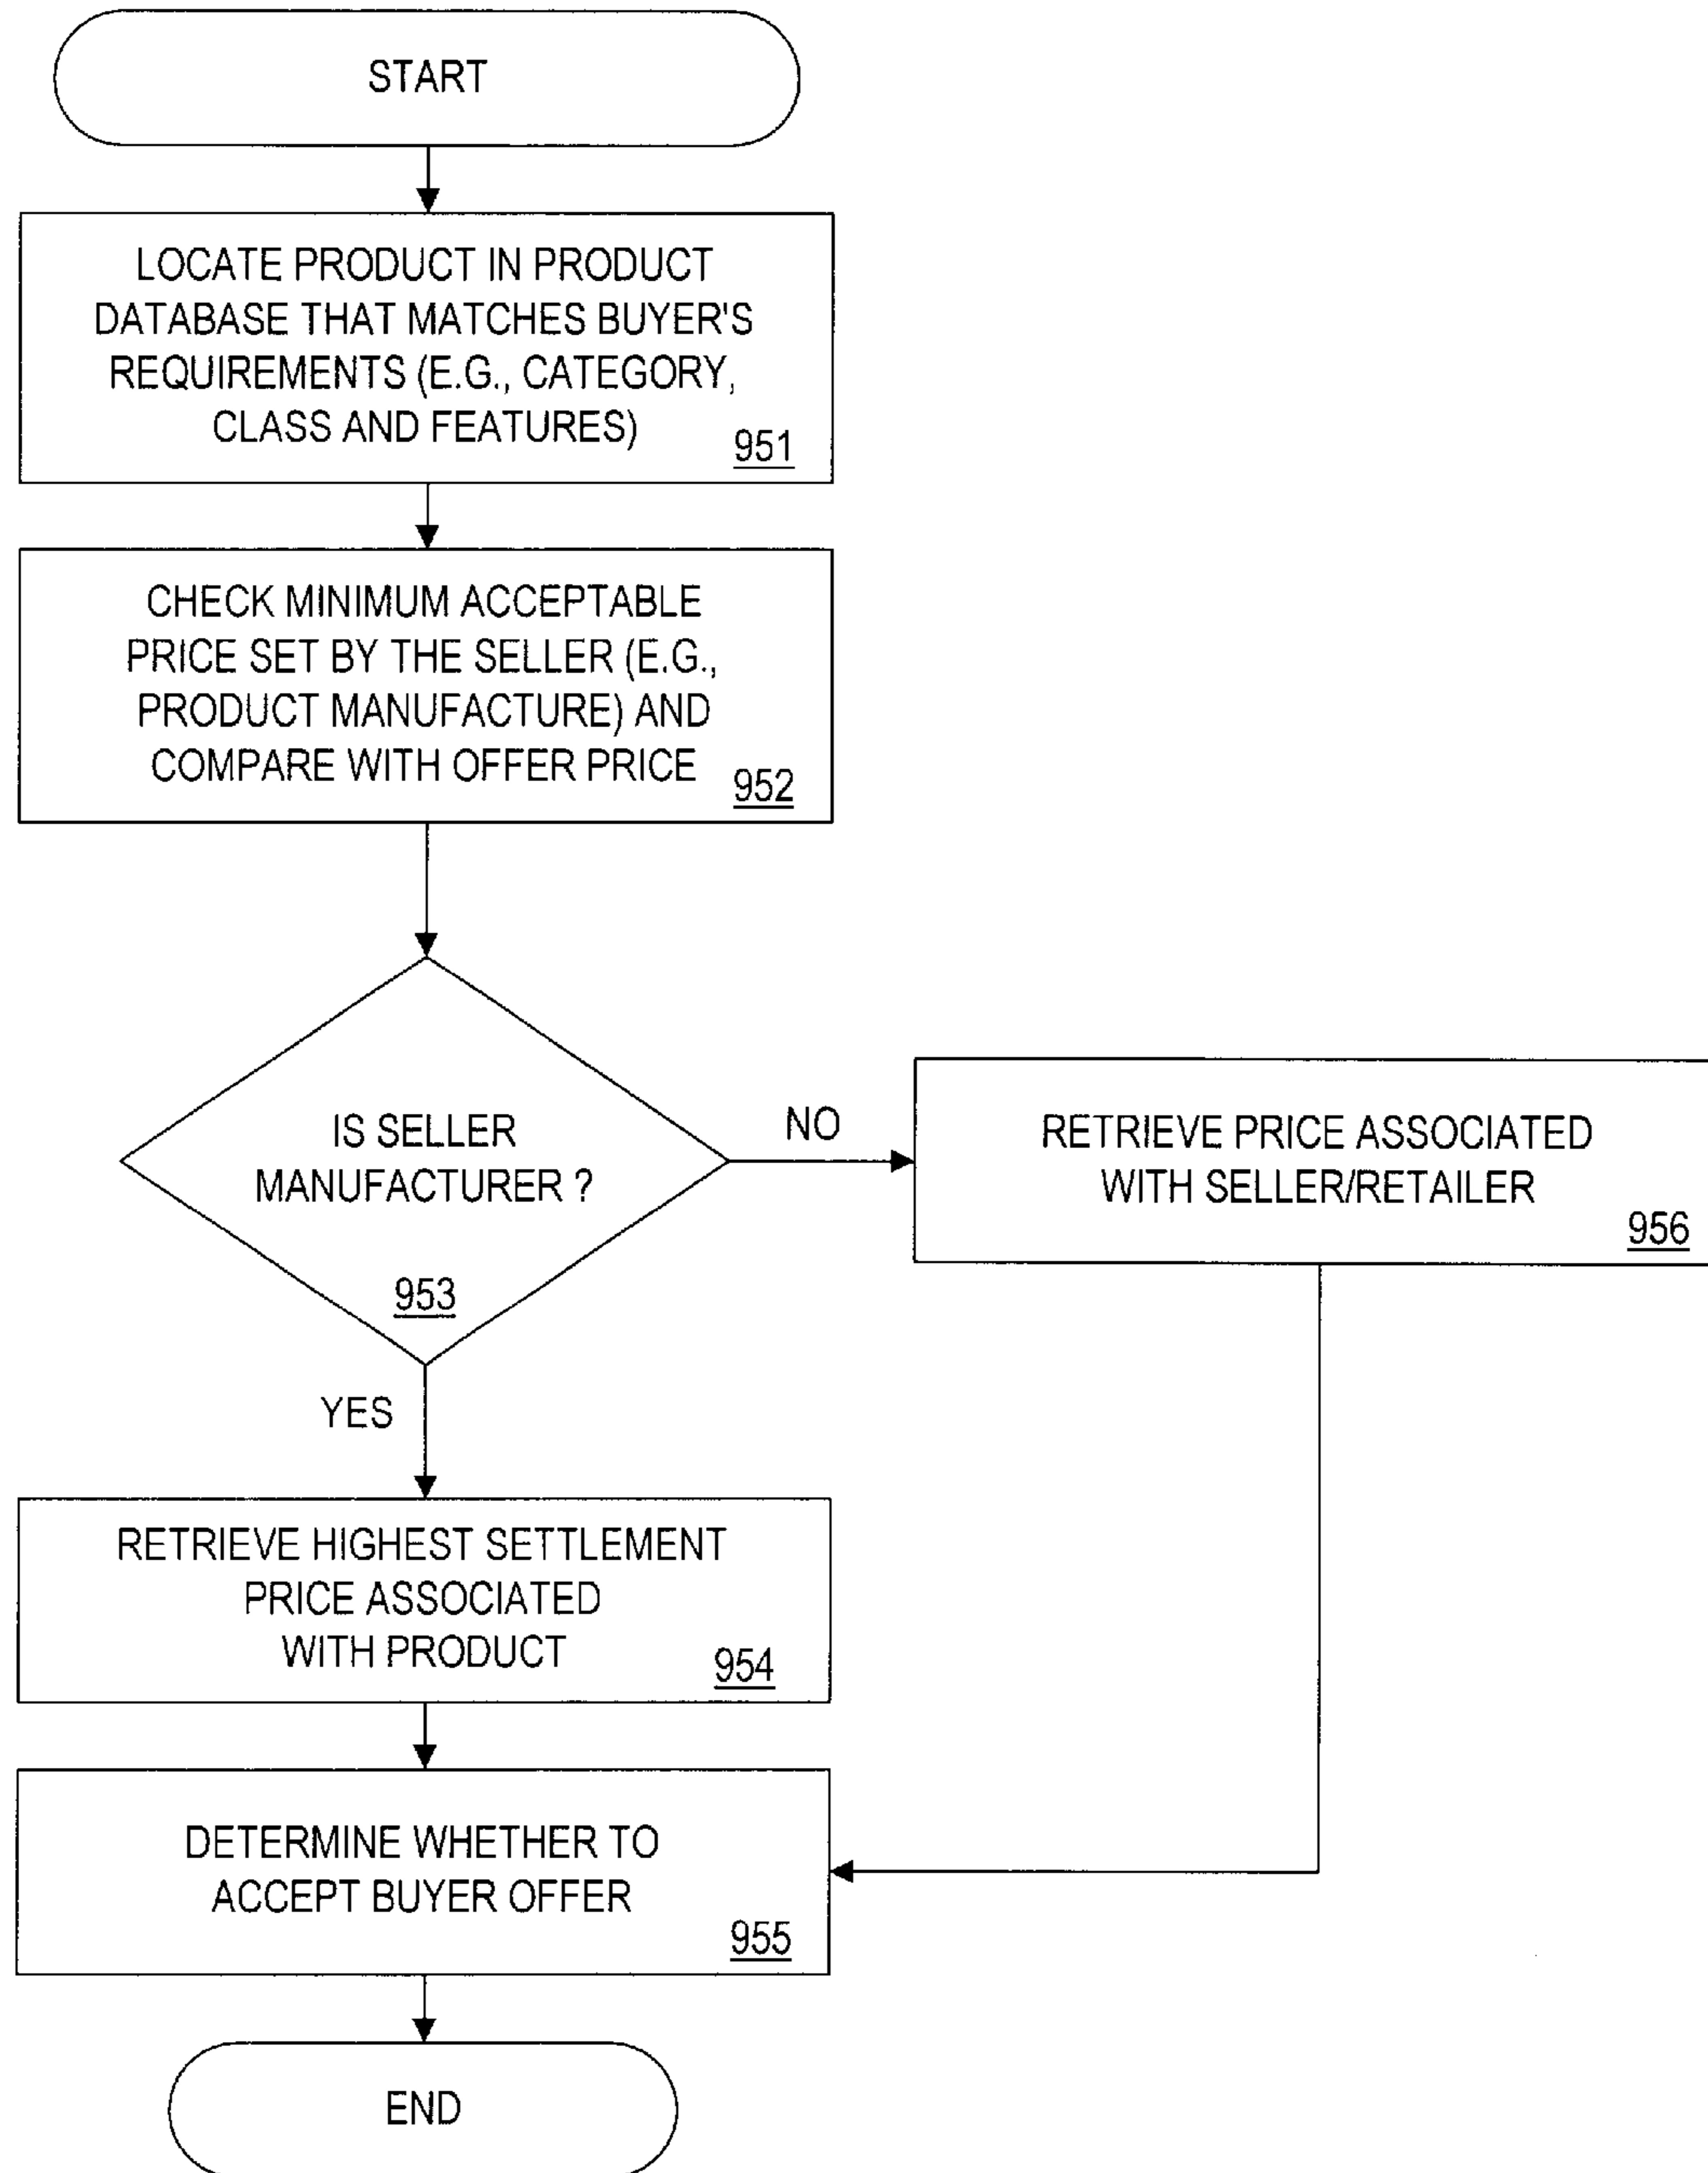 START
LOCATE PRODUCT IN PRODUCT
DATABASE THAT MATCHES BUYER'S
REQUIREMENTS (E.G., CATEGORY,
CLASS AND FEATURES)
951
CHECK MINIMUM ACCEPTABLE
PRICE SET BY THE SELLER (E.G.,
PRODUCT MANUFACTURE) AND
COMPARE WITH OFFER PRICE
952
IS SELLER
MANUFACTURER ?
953
NO
RETRIEVE PRICE ASSOCIATED
WITH SELLER/RETAILER
956
YES
RETRIEVE HIGHEST SETTLEMENT
PRICE ASSOCIATED
WITH PRODUCT
954
DETERMINE WHETHER TO
ACCEPT BUYER OFFER
955
END